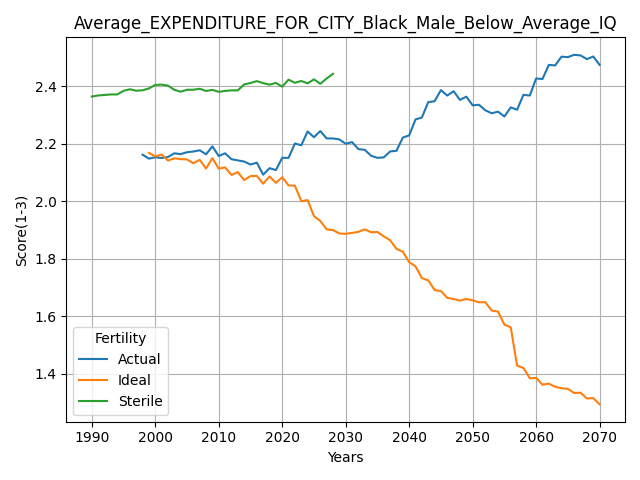 Average_EXPENDITURE_FOR_CITY_Black_Male_Below_Average_IQ
Score(1-3)
2.4
2.2
2.0
1.8
1.6
1.4
Fertility
Actual
Ideal
Sterile
1990 2000 2010 2020 2030 2040 2050 2060 2070
Years